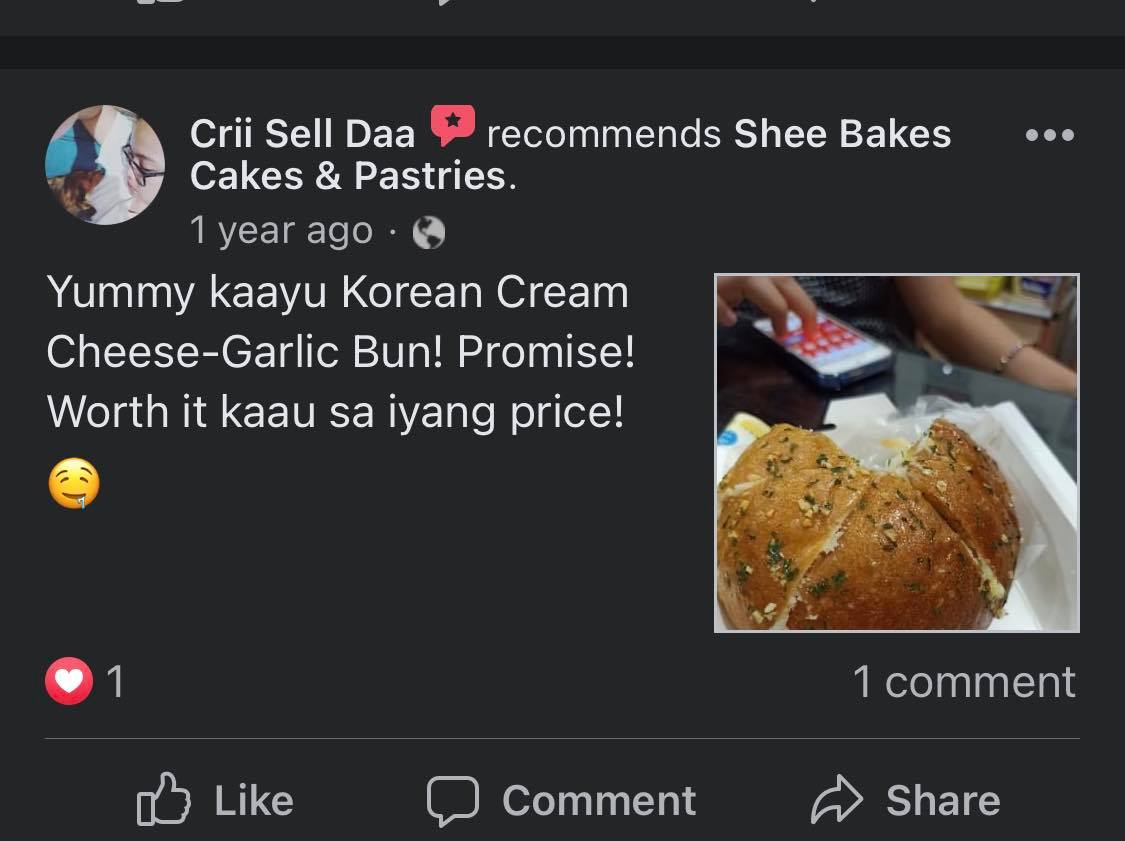 Crii Sell Daa recommends Shee Bakes
Cakes & Pastries.
1 year ago ·
Yummy kaayu Korean Cream
Cheese-Garlic Bun! Promise!
Worth it kaau sa iyang price!
🤤
1
1 comment
Like
Comment
Share